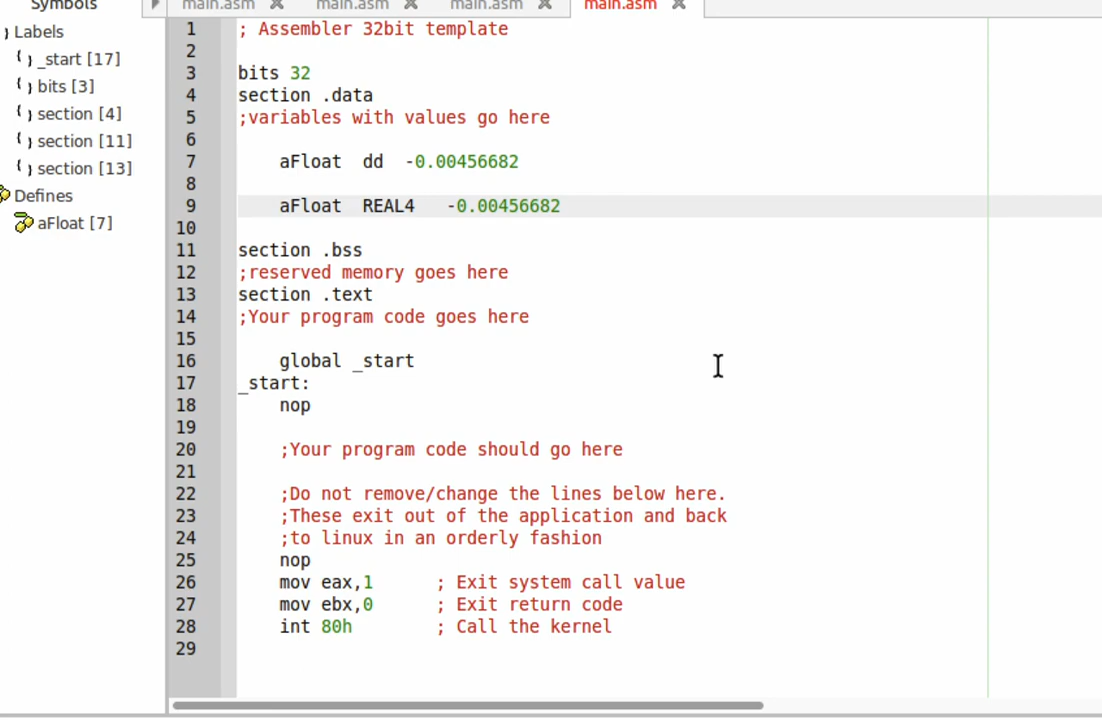 Symbols
main.asm
main.asm
main.asm
main.asm
Labels
_start [17]
bits [3]
section [4]
section [11]
section [13]
Defines
aFloat [7]
1 ; Assembler 32bit template
2
3 bits 32
4 section .data
5 ;variables with values go here
6
7 aFloat dd -0.00456682
8
9 aFloat REAL4 -0.00456682
10
11 section .bss
12 ;reserved memory goes here
13 section .text
14 ;Your program code goes here
15
16 global _start
17 _start:
18 nop
19
20 ;Your program code should go here
21
22 ;Do not remove/change the lines below here.
23 ;These exit out of the application and back
24 ;to linux in an orderly fashion
25 nop
26 mov eax,1 ; Exit system call value
27 mov ebx,0 ; Exit return code
28 int 80h ; Call the kernel
29